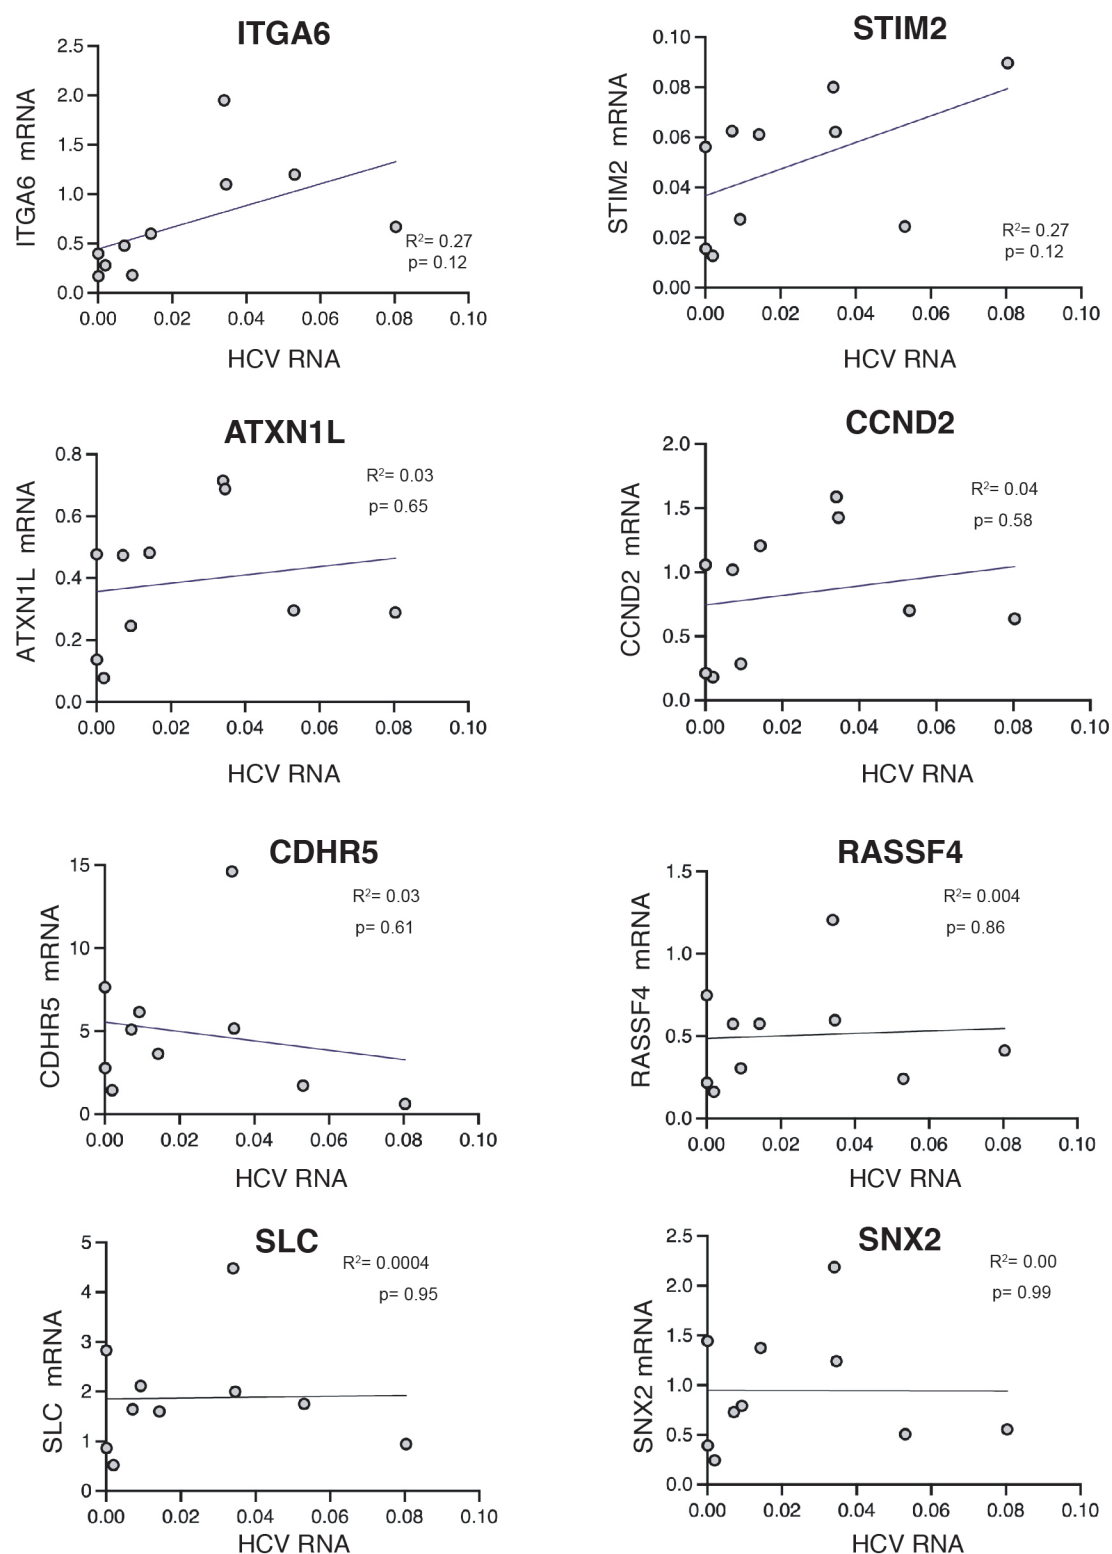 ITGA6
2.5
2.0
1.5
1.0
0.5
0.0
ITGA6 mRNA
R²= 0.27
p= 0.12
0.00 0.02 0.04 0.06 0.08 0.10
HCV RNA
STIM2
0.10
0.08
0.06
0.04
0.02
0.00
STIM2 mRNA
R²= 0.27
p= 0.12
0.00 0.02 0.04 0.06 0.08 0.10
HCV RNA
ATXN1L
0.8
0.6
0.4
0.2
0.0
ATXN1L mRNA
R²= 0.03
p= 0.65
0.00 0.02 0.04 0.06 0.08 0.10
HCV RNA
CCND2
2.0
1.5
1.0
0.5
0.0
CCND2 mRNA
R²= 0.04
p= 0.58
0.00 0.02 0.04 0.06 0.08 0.10
HCV RNA
CDHR5
15
10
5
0
CDHR5 mRNA
R²= 0.03
p= 0.61
0.00 0.02 0.04 0.06 0.08 0.10
HCV RNA
RASSF4
1.5
1.0
0.5
0.0
RASSF4 mRNA
R²= 0.004
p= 0.86
0.00 0.02 0.04 0.06 0.08 0.10
HCV RNA
SLC
5
4
3
2
1
0
SLC mRNA
R²= 0.0004
p= 0.95
0.00 0.02 0.04 0.06 0.08 0.10
HCV RNA
SNX2
2.5
2.0
1.5
1.0
0.5
0.0
SNX2 mRNA
R²= 0.00
p= 0.99
0.00 0.02 0.04 0.06 0.08 0.10
HCV RNA